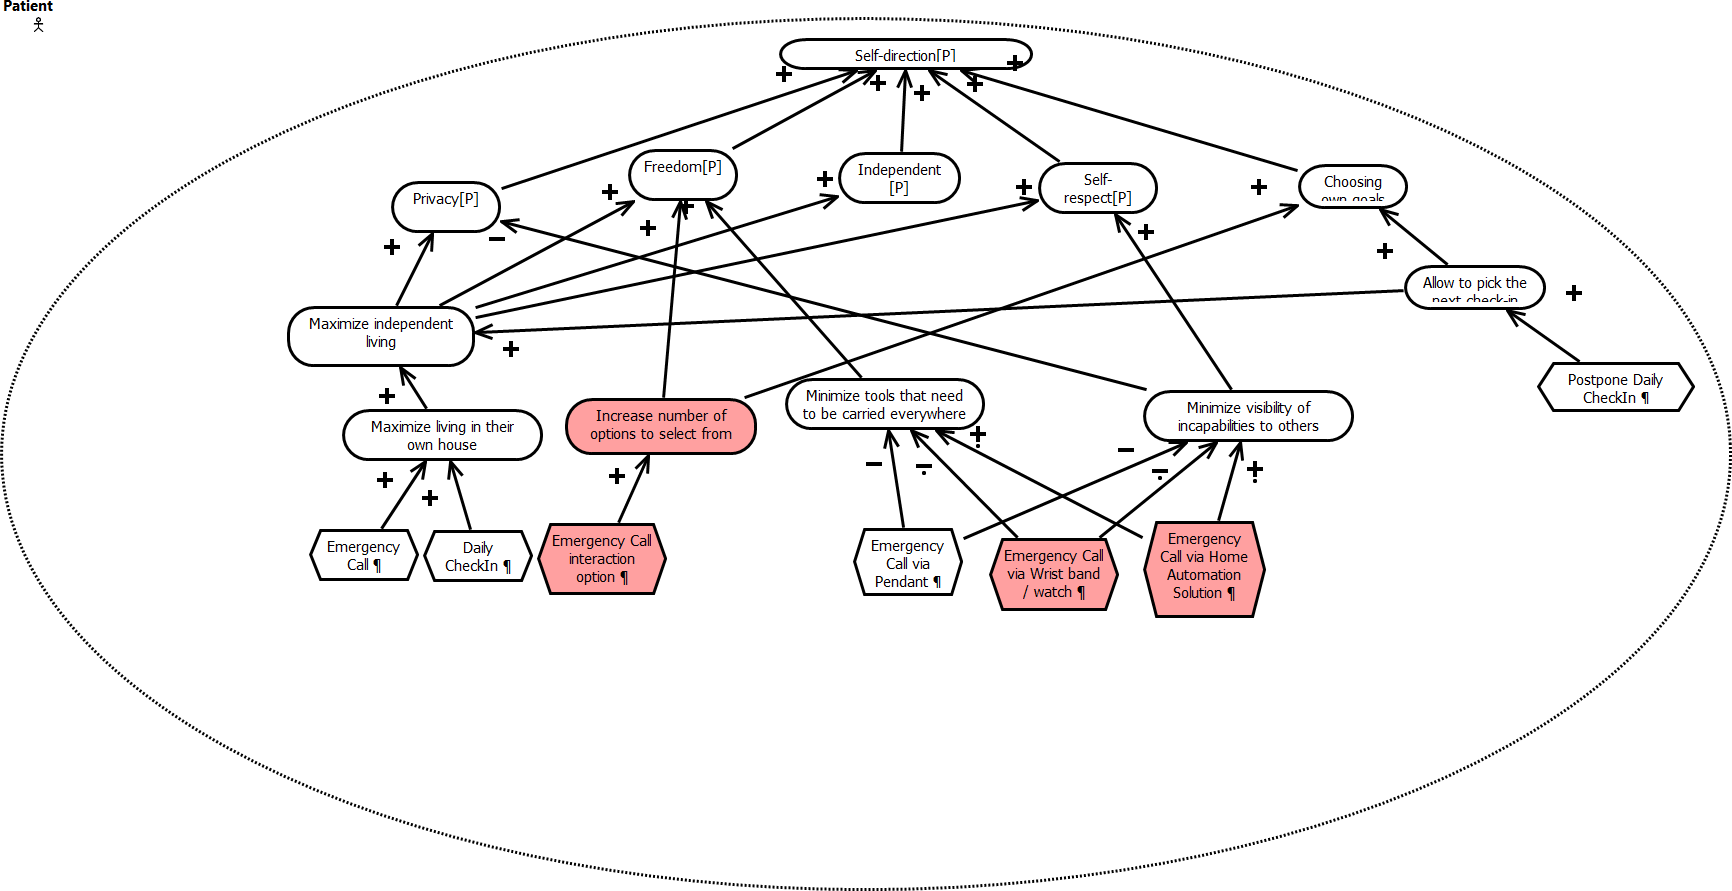 Patient
Self-direction[P]
Privacy[P]
Freedom[P]
Independent
[P]
Self-
respect[P]
Choosing
own goals
Allow to pick the
next check-in
Maximize independent
living
Postpone Daily
CheckIn ¶
Maximize living in their
own house
Increase number of
options to select from
Minimize tools that need
to be carried everywhere
Minimize visibility of
incapabilities to others
Emergency
Call ¶
Daily
CheckIn ¶
Emergency Call
interaction
option ¶
Emergency
Call via
Pendant ¶
Emergency Call
via Wrist band
/ watch ¶
Emergency
Call via Home
Automation
Solution ¶